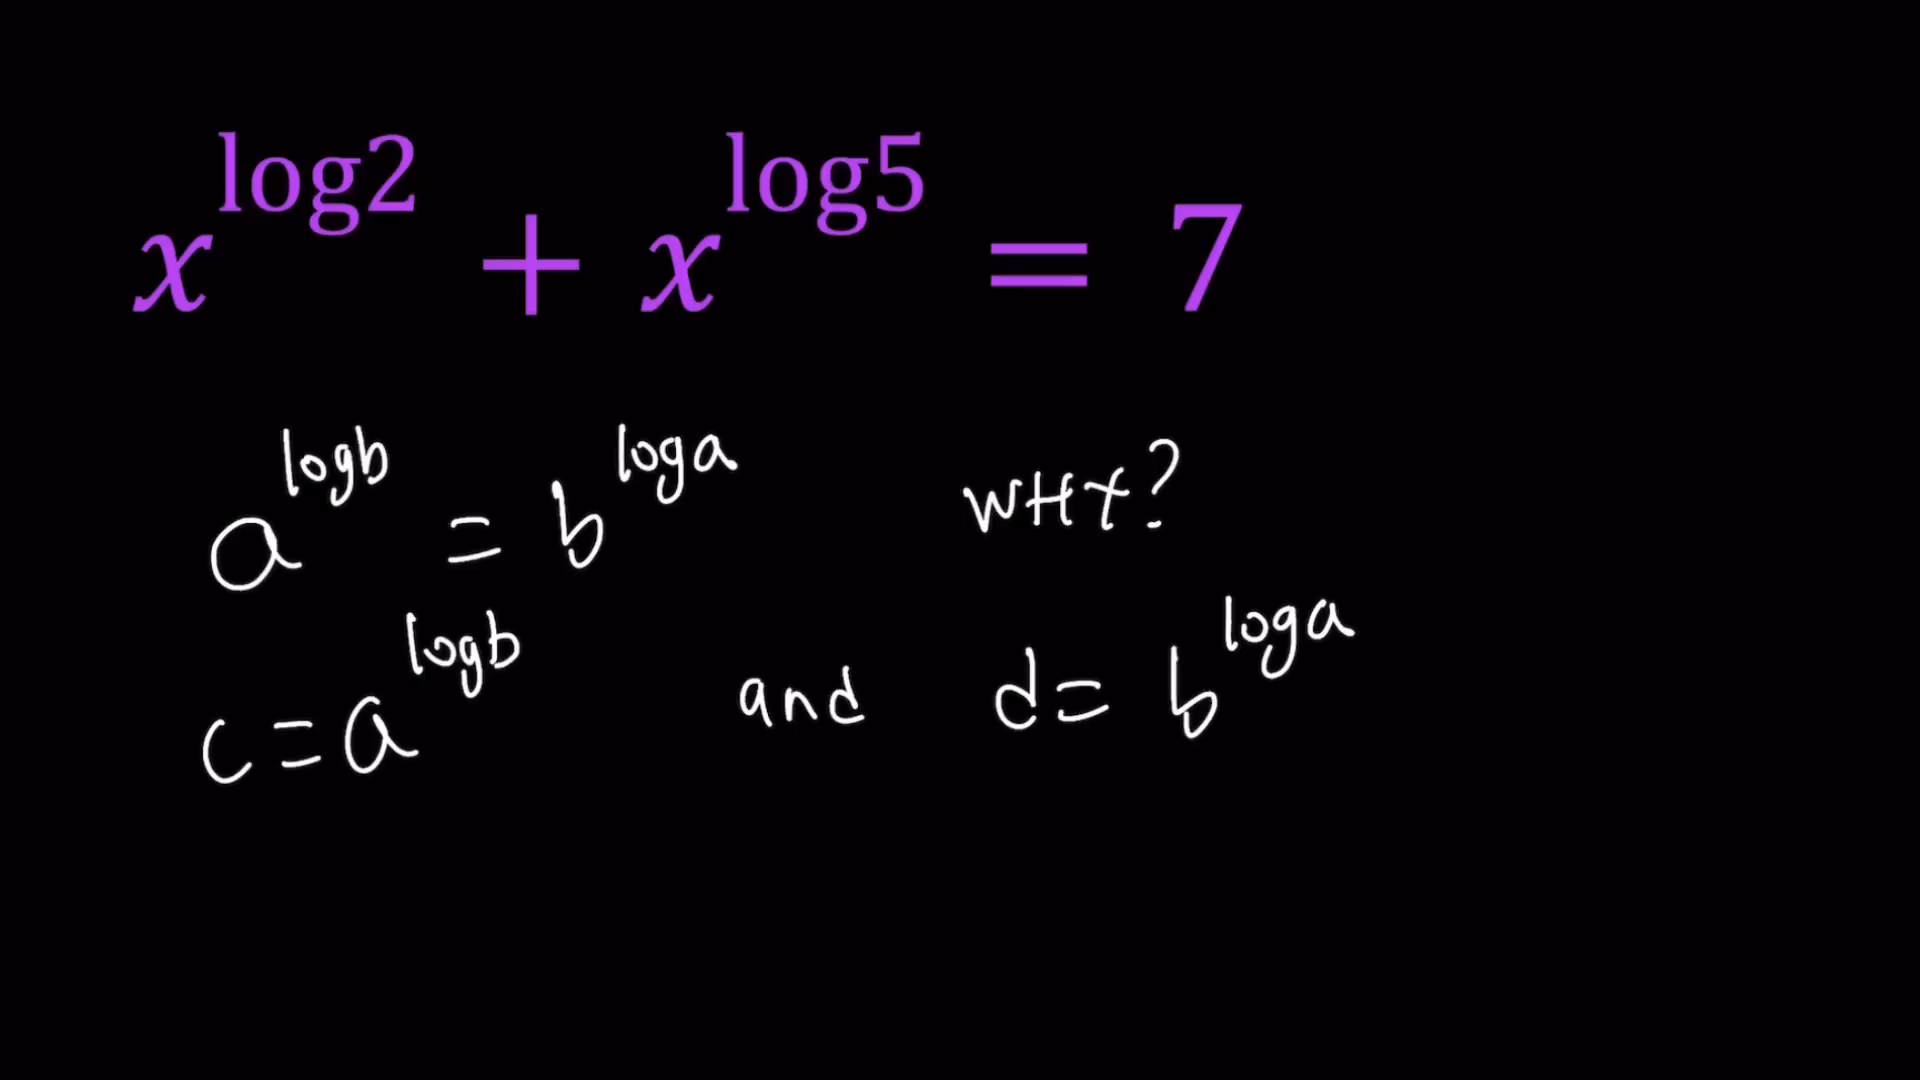 x^log2 + x^log5 = 7
a^logb = b^loga WHY?
c = a^logb and d = b^loga